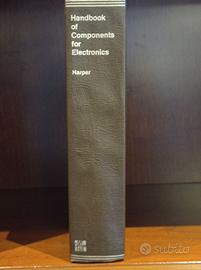 Handbook
of
Components
for
Electronics
Harper
subito